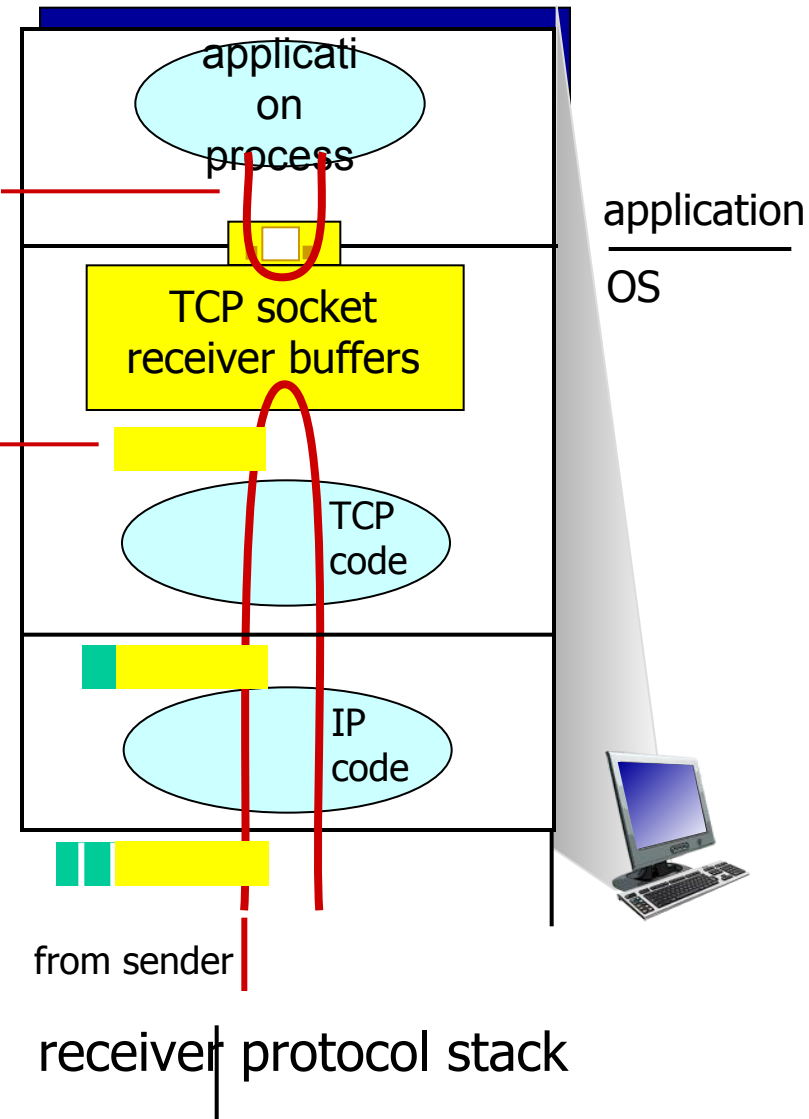 applicati
on
process
application
OS
TCP socket
receiver buffers
TCP
code
IP
code
from sender
receiver protocol stack